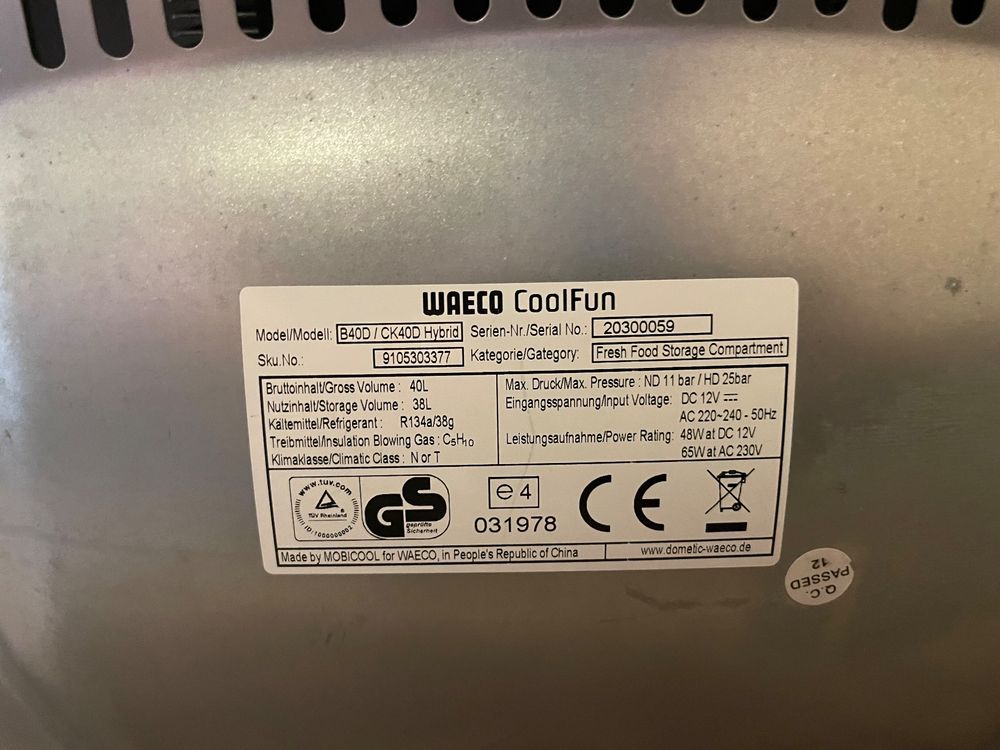 WAECO CoolFun
Model/Modell: B40D / CK40D Hybrid Serien-Nr./Serial No.: 20300059
Sku.No.: 9105303377 Kategorie/Gategory: Fresh Food Storage Compartment
Bruttoinhalt/Gross Volume : 40L
Nutzinhalt/Storage Volume : 38L
Kältemittel/Refrigerant : R134a/38g
Treibmittel/Insulation Blowing Gas : C5H10
Klimaklasse/Climatic Class : N or T
Max. Druck/Max. Pressure : ND 11 bar / HD 25bar
Eingangsspannung/Input Voltage: DC 12V ⎓
AC 220~240 - 50Hz
Leistungsaufnahme/Power Rating: 48W at DC 12V
65W at AC 230V
www.tuv.com
TÜV Rheinland ®
ID:1000000002
GS
geprüfte
Sicherheit
e4
031978
CE
Made by MOBICOOL for WAECO, in People's Republic of China
www.dometic-waeco.de
Q.C.
PASSED
12